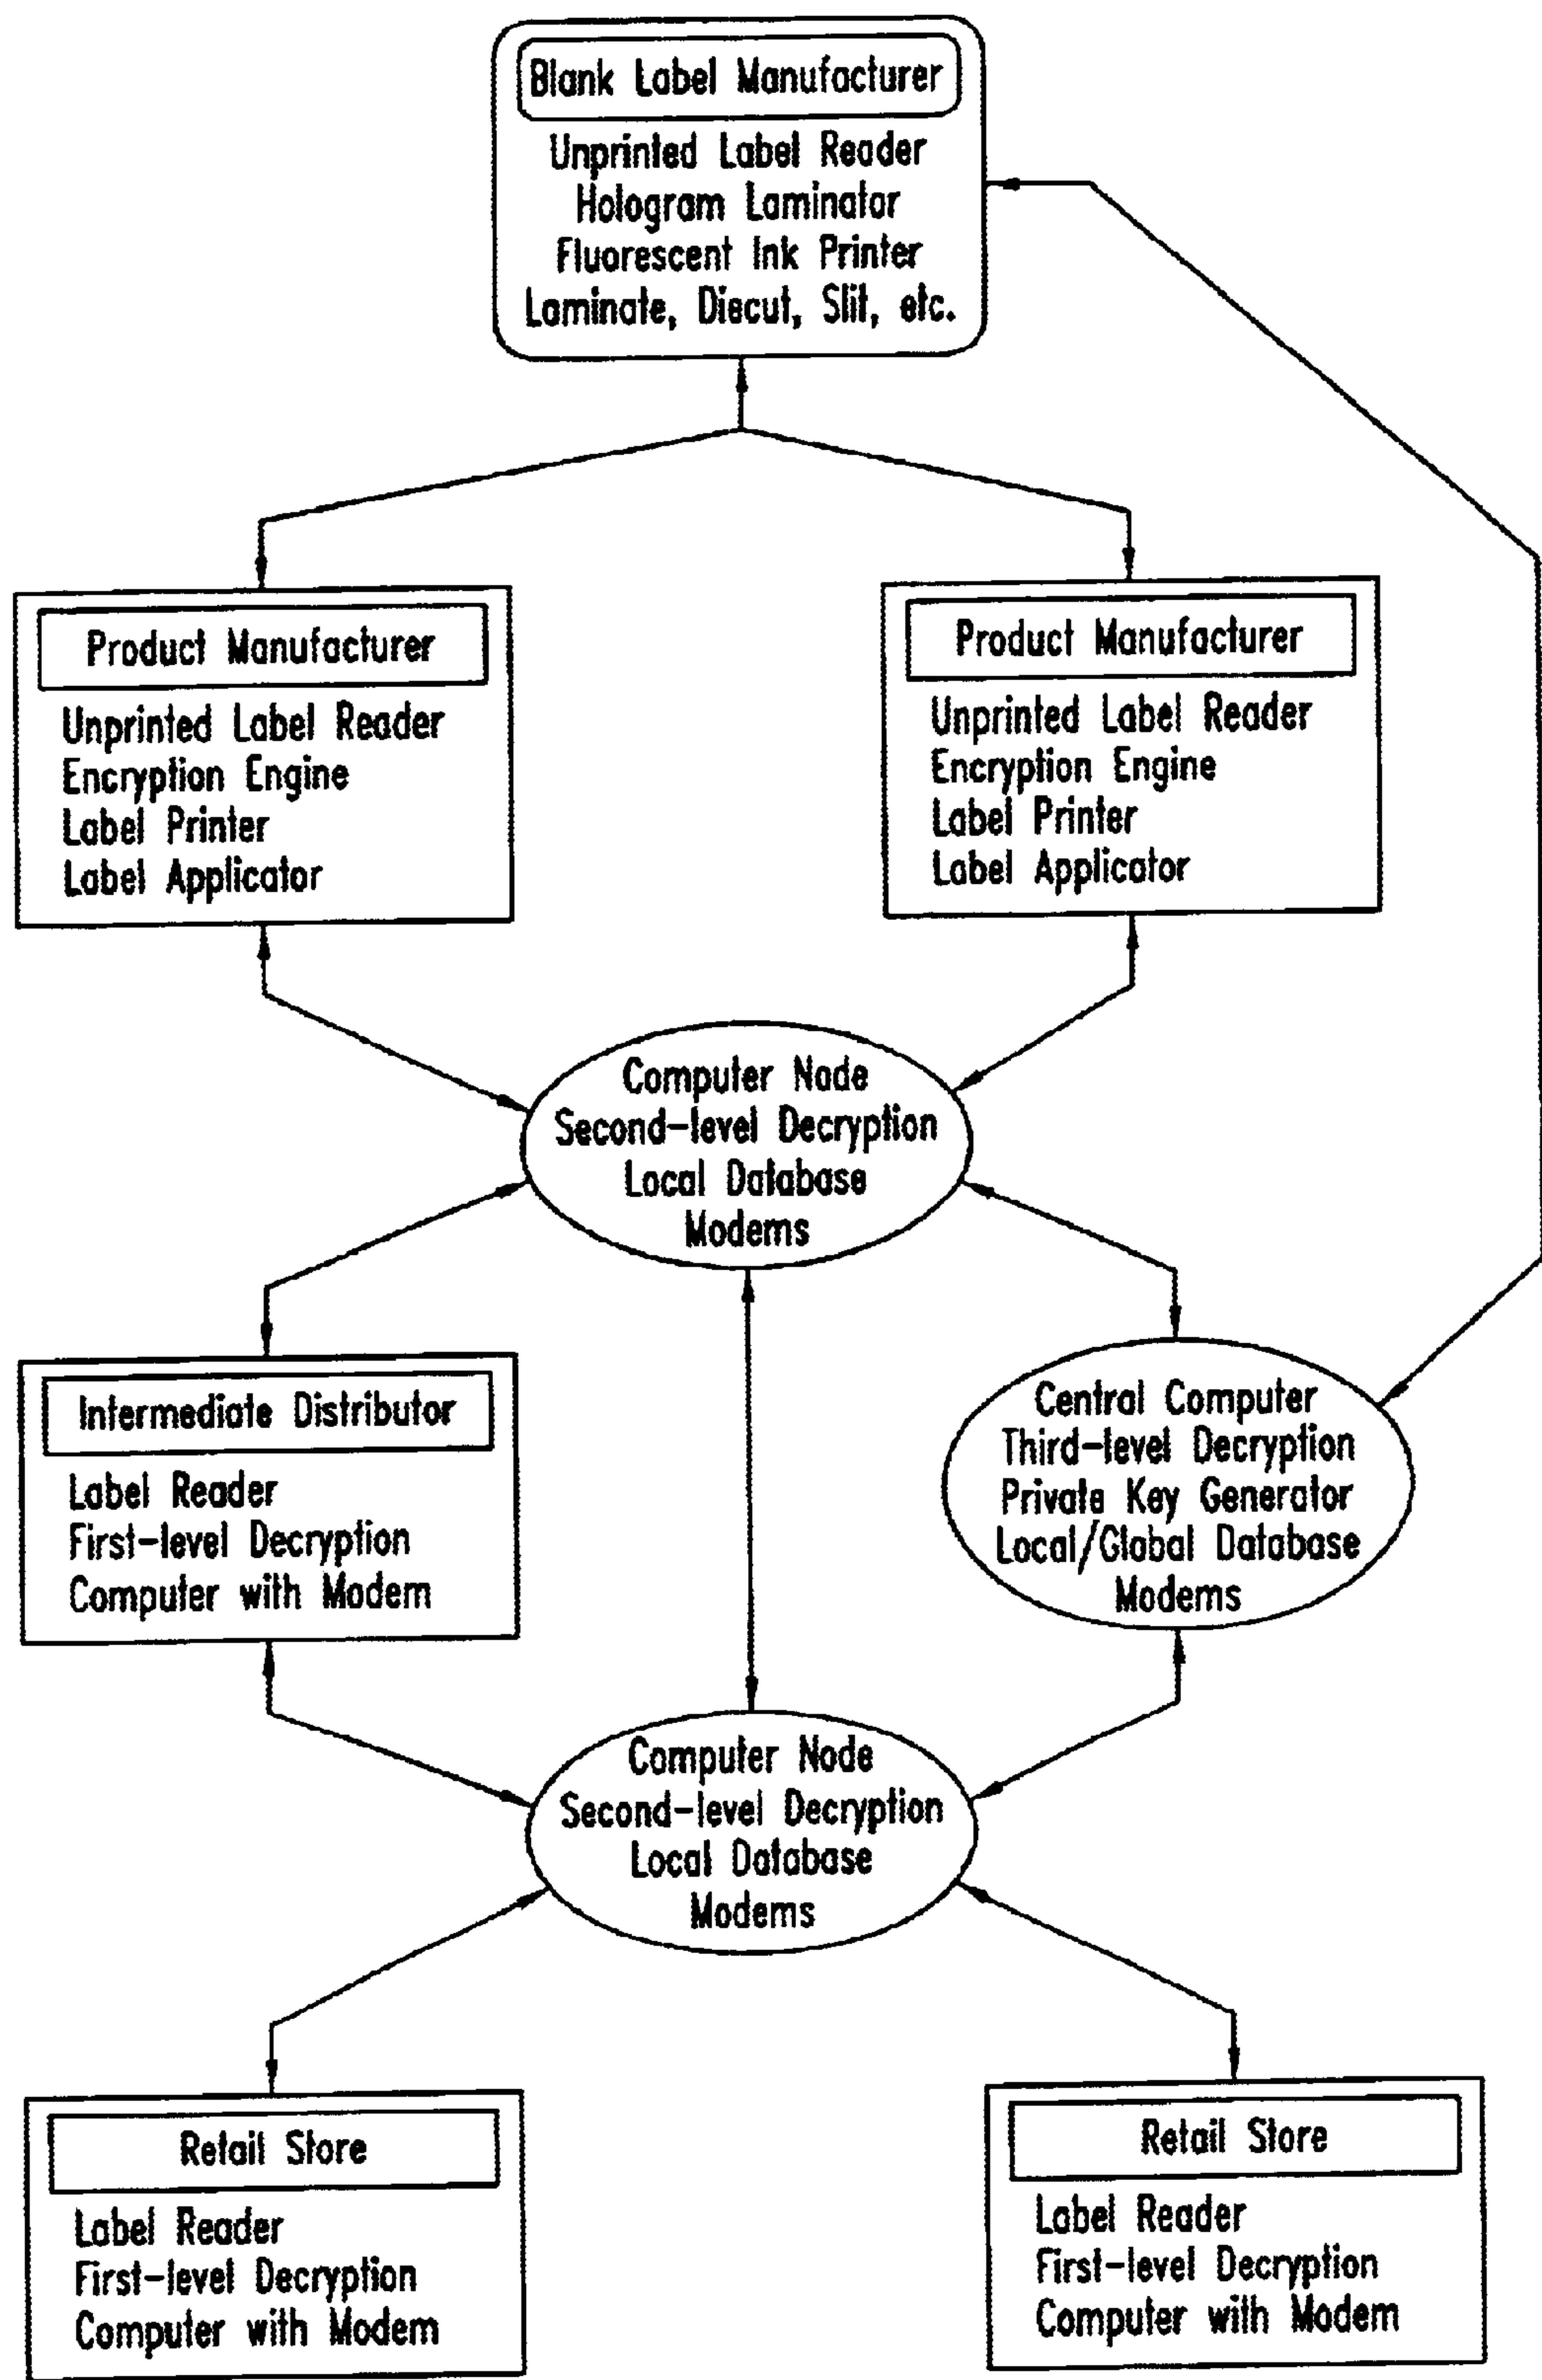 Blank Label Manufacturer
Unprinted Label Reader
Hologram Laminator
Fluorescent Ink Printer
Laminate, Diecut, Slit, etc.
Product Manufacturer
Unprinted Label Reader
Encryption Engine
Label Printer
Label Applicator
Product Manufacturer
Unprinted Label Reader
Encryption Engine
Label Printer
Label Applicator
Computer Node
Second-level Decryption
Local Database
Modems
Intermediate Distributor
Label Reader
First-level Decryption
Computer with Modem
Central Computer
Third-level Decryption
Private Key Generator
Local/Global Database
Modems
Computer Node
Second-level Decryption
Local Database
Modems
Retail Store
Label Reader
First-level Decryption
Computer with Modem
Retail Store
Label Reader
First-level Decryption
Computer with Modem